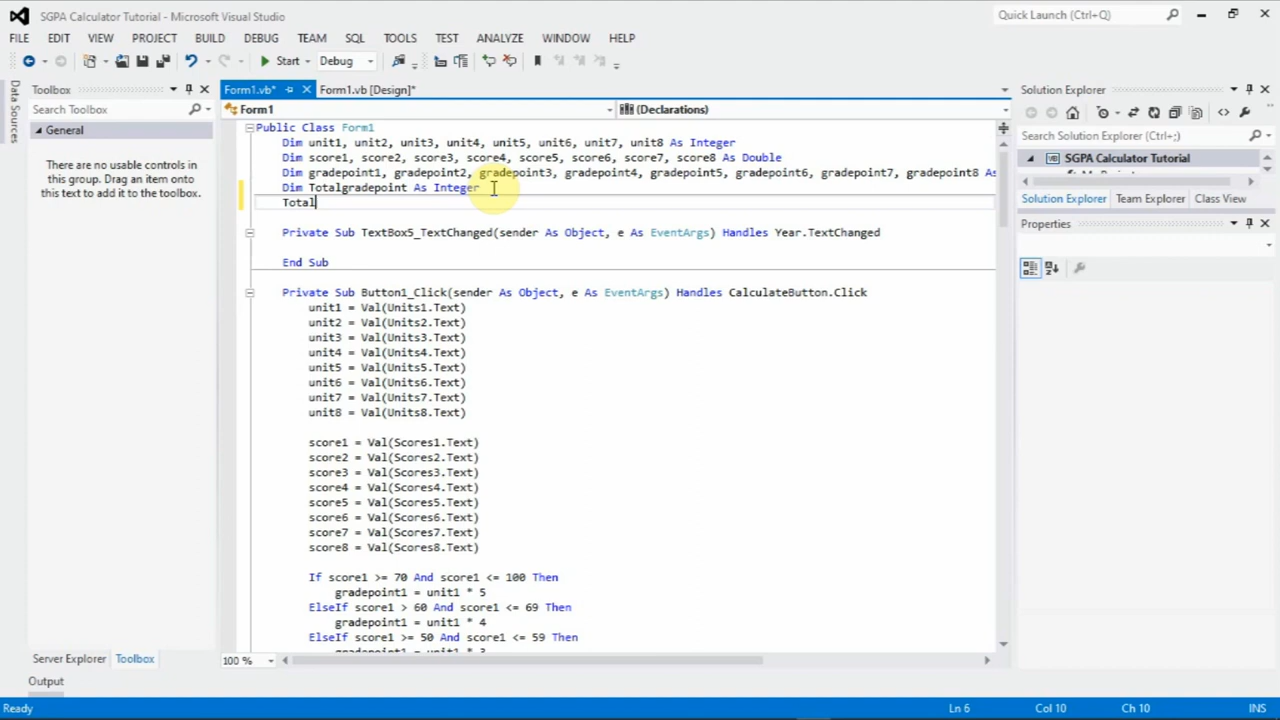 SGPA Calculator Tutorial - Microsoft Visual Studio
Quick Launch (Ctrl+Q)
FILE EDIT VIEW PROJECT BUILD DEBUG TEAM SQL TOOLS TEST ANALYZE WINDOW HELP
Start Debug
Data Sources
Toolbox
Search Toolbox
General
There are no usable controls in
this group. Drag an item onto
this text to add it to the toolbox.
Server Explorer Toolbox
Output
Form1.vb* Form1.vb [Design]*
Form1 (Declarations)
Public Class Form1
Dim unit1, unit2, unit3, unit4, unit5, unit6, unit7, unit8 As Integer
Dim score1, score2, score3, score4, score5, score6, score7, score8 As Double
Dim gradepoint1, gradepoint2, gradepoint3, gradepoint4, gradepoint5, gradepoint6, gradepoint7, gradepoint8 As
Dim Totalgradepoint As Integer
Total
Private Sub TextBox5_TextChanged(sender As Object, e As EventArgs) Handles Year.TextChanged
End Sub
Private Sub Button1_Click(sender As Object, e As EventArgs) Handles CalculateButton.Click
unit1 = Val(Units1.Text)
unit2 = Val(Units2.Text)
unit3 = Val(Units3.Text)
unit4 = Val(Units4.Text)
unit5 = Val(Units5.Text)
unit6 = Val(Units6.Text)
unit7 = Val(Units7.Text)
unit8 = Val(Units8.Text)
score1 = Val(Scores1.Text)
score2 = Val(Scores2.Text)
score3 = Val(Scores3.Text)
score4 = Val(Scores4.Text)
score5 = Val(Scores5.Text)
score6 = Val(Scores6.Text)
score7 = Val(Scores7.Text)
score8 = Val(Scores8.Text)
If score1 >= 70 And score1 <= 100 Then
gradepoint1 = unit1 * 5
ElseIf score1 > 60 And score1 <= 69 Then
gradepoint1 = unit1 * 4
ElseIf score1 >= 50 And score1 <= 59 Then
100 %
Solution Explorer
Search Solution Explorer (Ctrl+;)
SGPA Calculator Tutorial
Solution Explorer Team Explorer Class View
Properties
Ready Ln 6 Col 10 Ch 10 INS